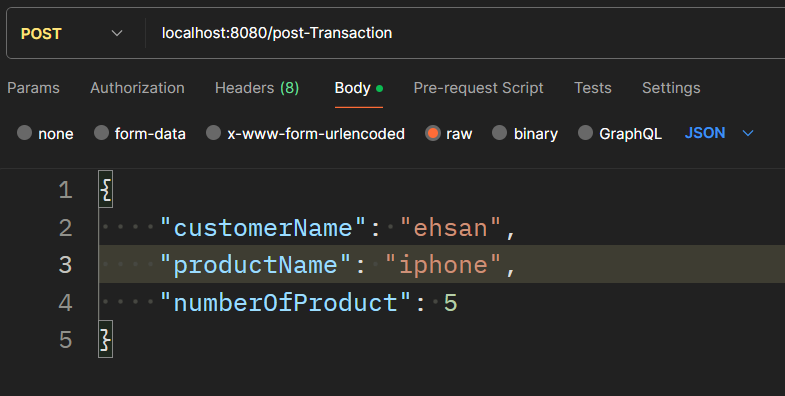 POST localhost:8080/post-Transaction
Params Authorization Headers (8) Body Pre-request Script Tests Settings
none form-data x-www-form-urlencoded raw binary GraphQL JSON
1 {
2 "customerName": "ehsan",
3 "productName": "iphone",
4 "numberOfProduct": 5
5 }